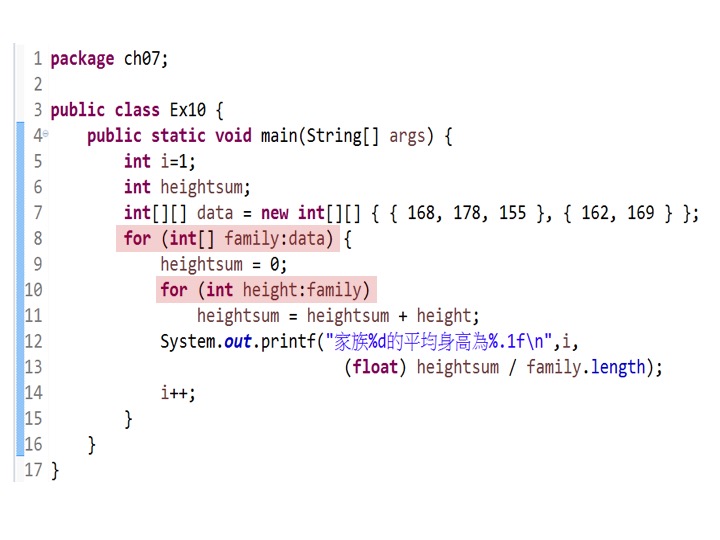 1 package ch07;
2
3 public class Ex10 {
4 public static void main(String[] args) {
5 int i=1;
6 int heightsum;
7 int[][] data = new int[][] { { 168, 178, 155 }, { 162, 169 } };
8 for (int[] family:data) {
9 heightsum = 0;
10 for (int height:family)
11 heightsum = heightsum + height;
12 System.out.printf("家族%d的平均身高為%.1f\n",i,
13 (float) heightsum / family.length);
14 i++;
15 }
16 }
17 }